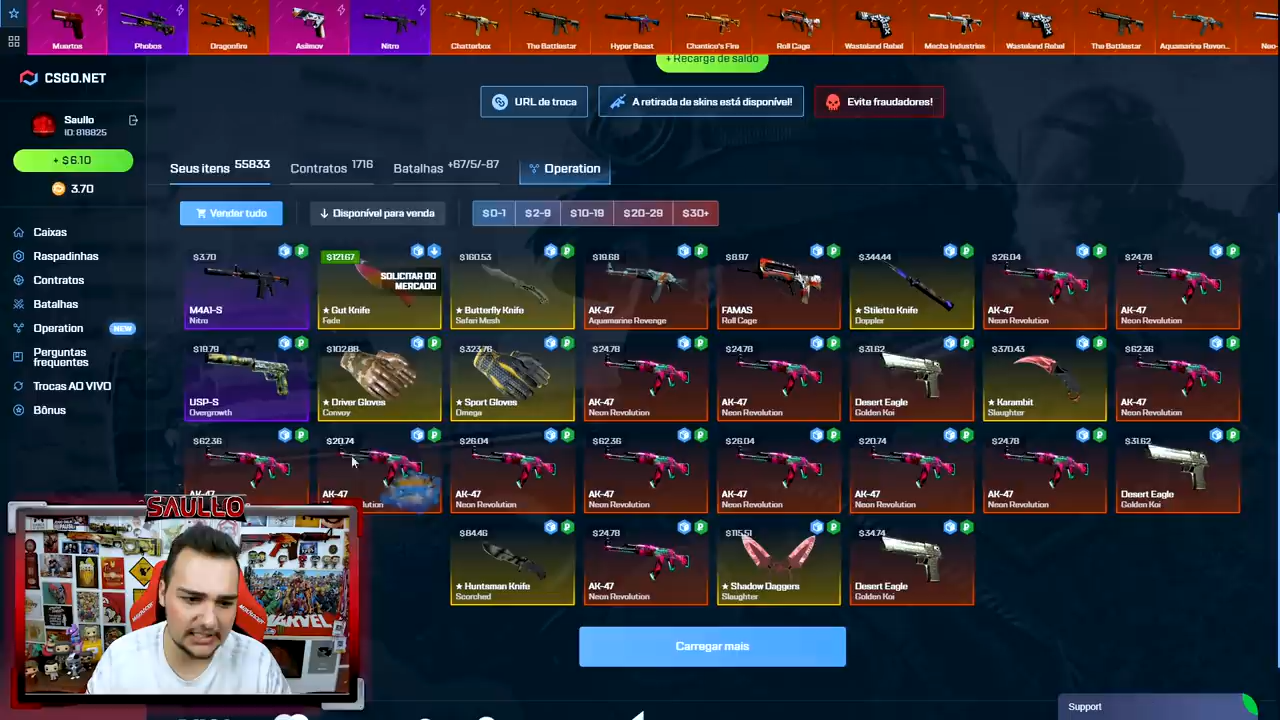 Muertos
Phobos
Dragonfire
Asiimov
Nitro
Chatterbox
The Battlestar
Hyper Beast
Chantico's Fire
Roll Cage
Wasteland Rebel
Mecha Industries
Wasteland Rebel
The Battlestar
Aquamarine Reven...
Neo-
CSGO.NET
+ Recarga de saldo
URL de troca
A retirada de skins está disponível!
Evite fraudadores!
Saullo
ID: 818825
+ $6.10
3.70
Seus itens 55833
Contratos 1716
Batalhas +67/5/-87
Operation
Vender tudo
Disponível para venda
$0-1
$2-9
$10-19
$20-29
$30+
Caixas
Raspadinhas
Contratos
Batalhas
Operation NEW
Perguntas
frequentes
Trocas AO VIVO
Bônus
$3.70
M4A1-S
Nitro
$121.67
SOLICITAR DO
MERCADO
★ Gut Knife
Fade
$160.53
★ Butterfly Knife
Safari Mesh
$19.68
AK-47
Aquamarine Revenge
$6.97
FAMAS
Roll Cage
$344.44
★ Stiletto Knife
Doppler
$26.04
AK-47
Neon Revolution
$24.78
AK-47
Neon Revolution
$19.79
USP-S
Overgrowth
$102.88
★ Driver Gloves
Convoy
$323.76
★ Sport Gloves
Omega
$24.78
AK-47
Neon Revolution
$24.78
AK-47
Neon Revolution
$31.62
Desert Eagle
Golden Koi
$370.43
★ Karambit
Slaughter
$62.36
AK-47
Neon Revolution
$62.36
AK-47
$20.74
AK-47
$26.04
AK-47
Neon Revolution
$62.36
AK-47
Neon Revolution
$26.04
AK-47
Neon Revolution
$20.74
AK-47
Neon Revolution
$24.78
AK-47
Neon Revolution
$31.62
Desert Eagle
Golden Koi
$84.46
★ Huntsman Knife
Scorched
$24.78
AK-47
Neon Revolution
$115.51
★ Shadow Daggers
Slaughter
$34.74
Desert Eagle
Golden Koi
SAULLO
MARVEL
Carregar mais
Support